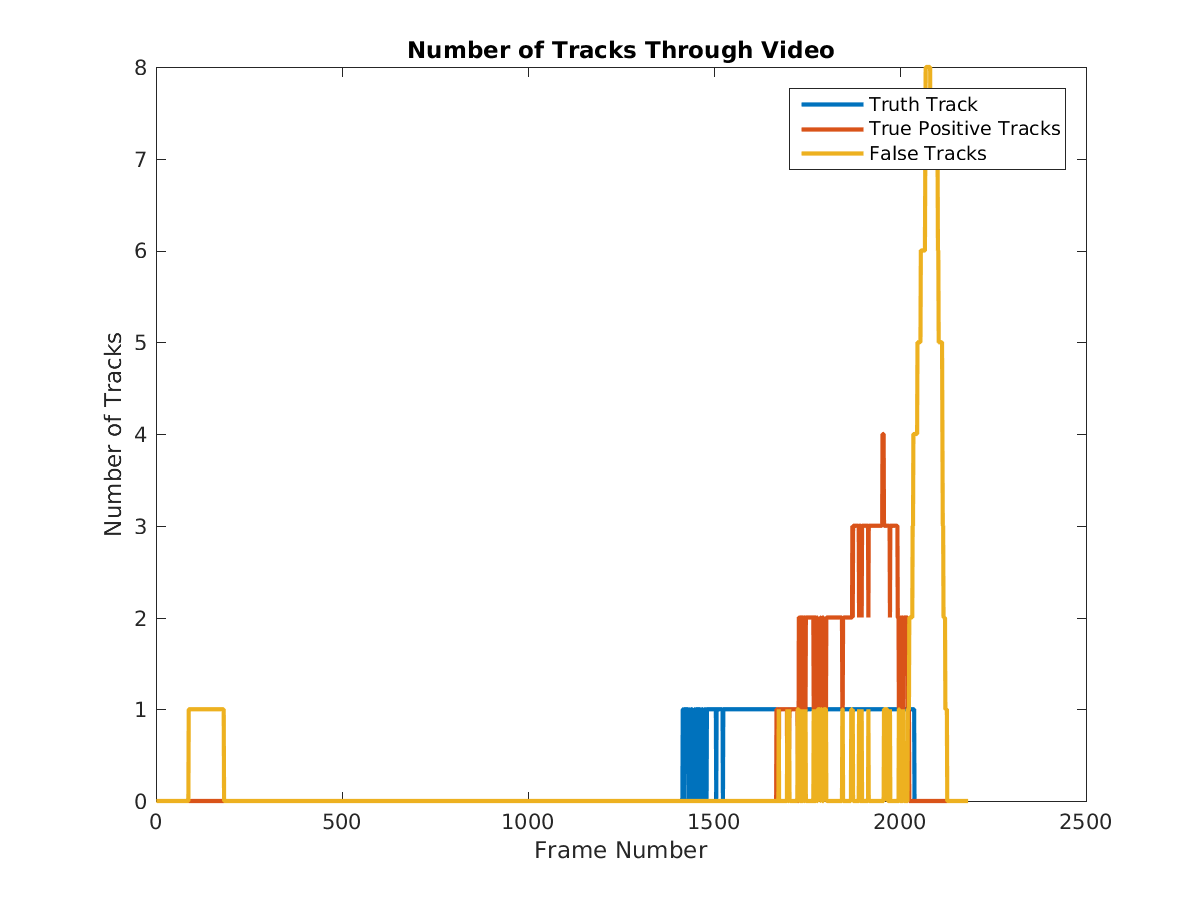 Number of Tracks Through Video
8
7
6
5
4
3
2
1
0
Number of Tracks
Truth Track
True Positive Tracks
False Tracks
0 500 1000 1500 2000 2500
Frame Number